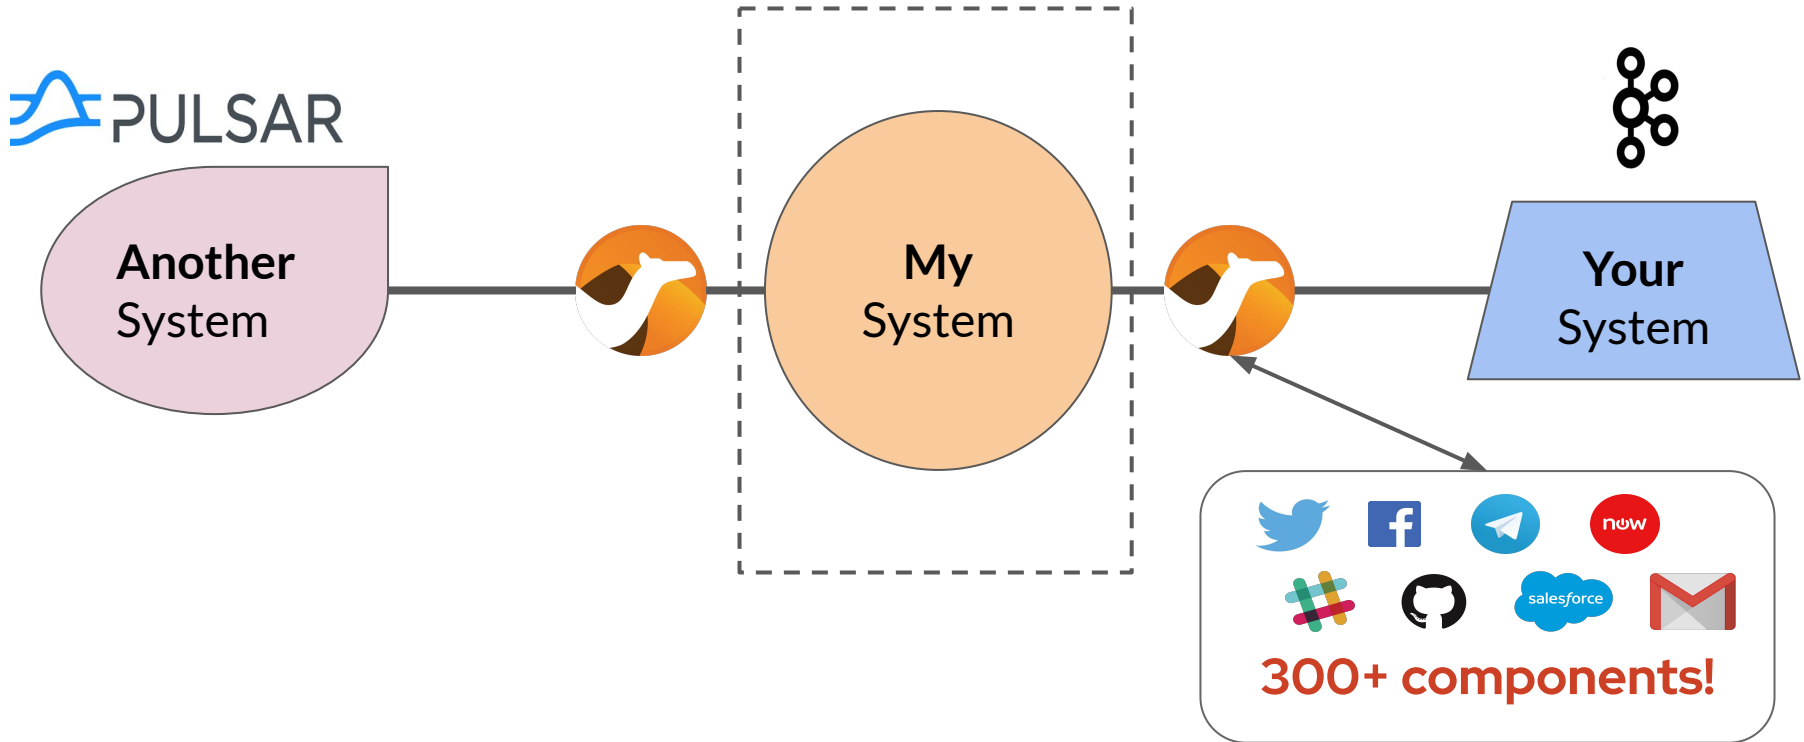 PULSAR
Another
System
My
System
Your
System
now
salesforce
300+ components!